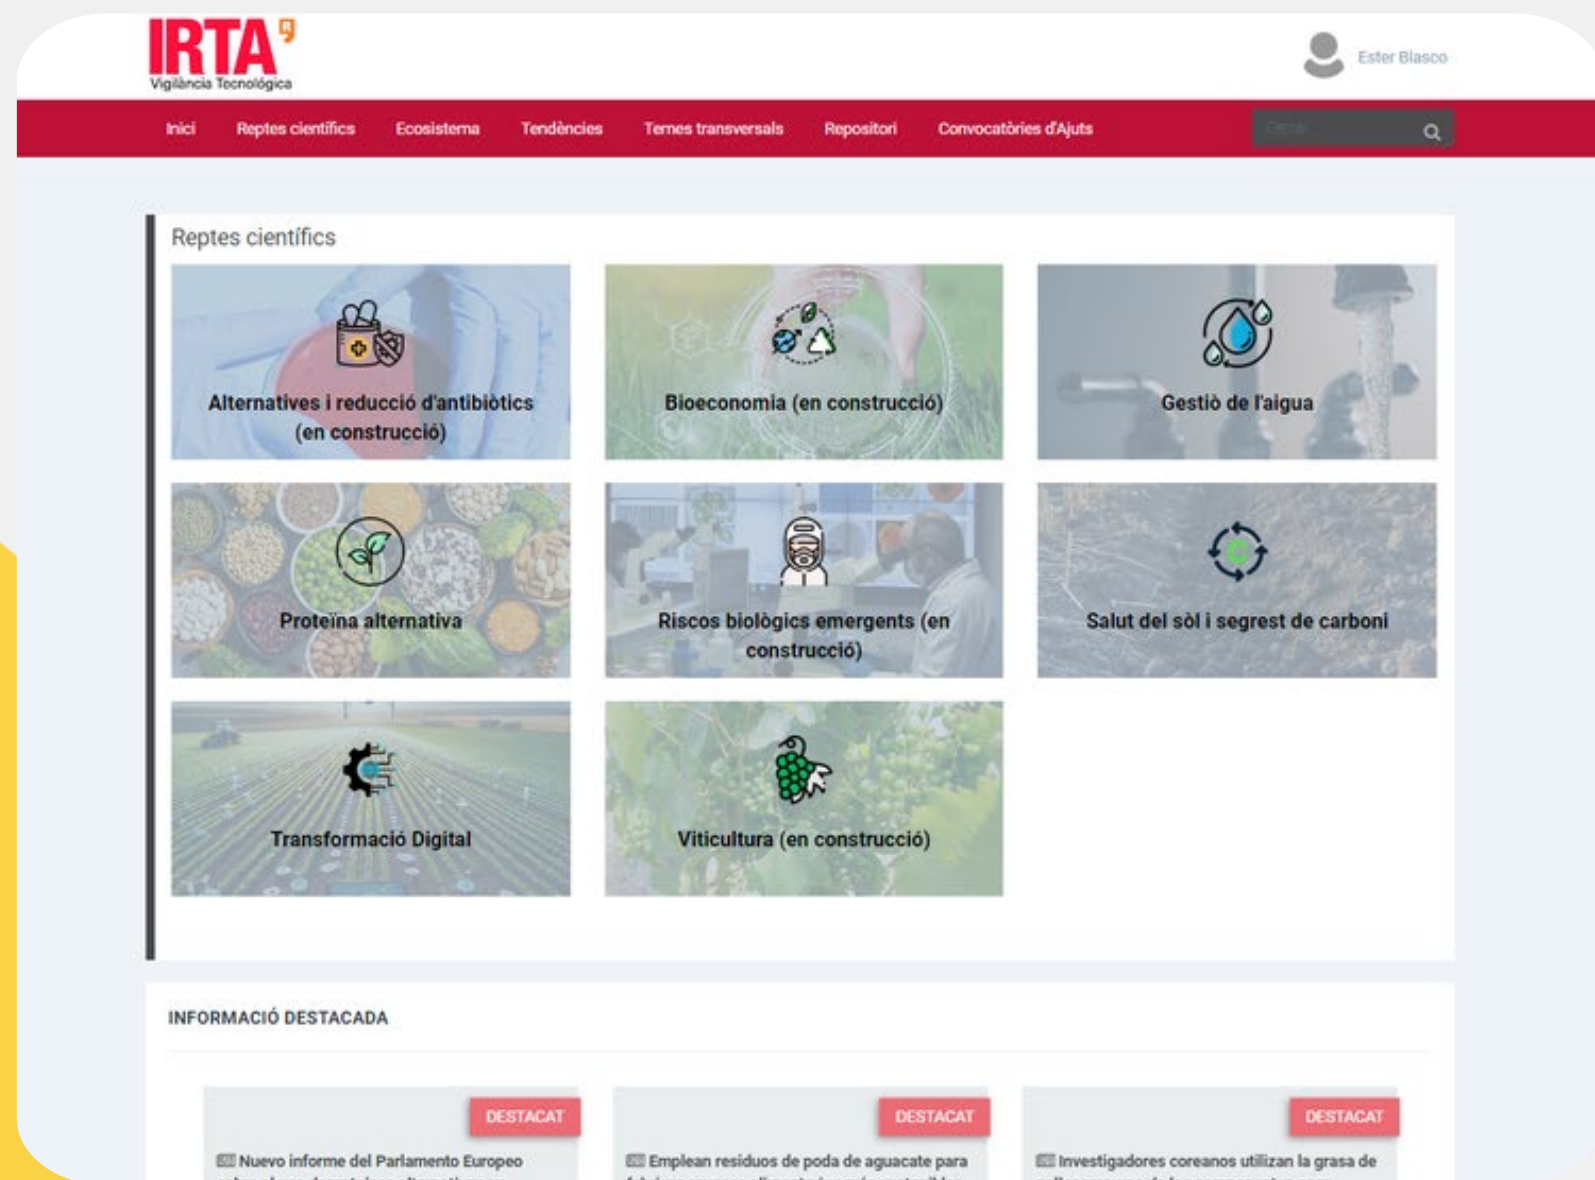 IRTA R
Vigilància Tecnològica
Ester Blasco
Inici Reptes científics Ecosistema Tendències Temes transversals Repositori Convocatòries d'Ajuts
Reptes científics
Alternatives i reducció d'antibiòtics
(en construcció)
Bioeconomia (en construcció)
Gestiò de l'aigua
Proteïna alternativa
Riscos biològics emergents (en
construcció)
Salut del sòl i segrest de carboni
Transformació Digital
Viticultura (en construcció)
INFORMACIÓ DESTACADA
DESTACAT
Nuevo informe del Parlamento Europeo
DESTACAT
Emplean residuos de poda de aguacate para
DESTACAT
Investigadores coreanos utilizan la grasa de